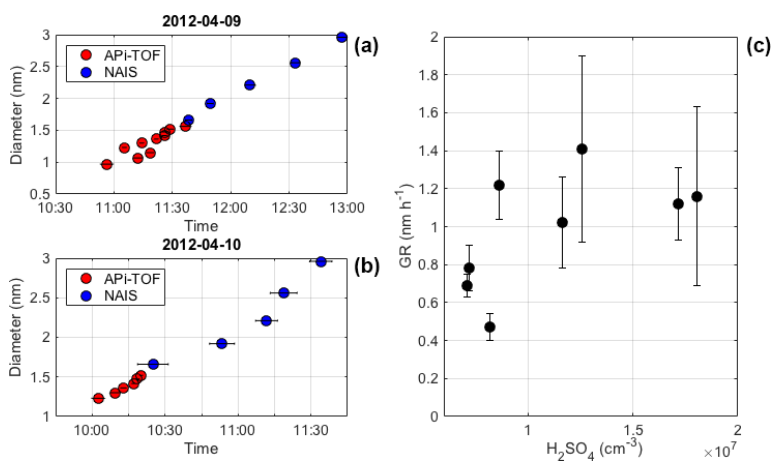 2012-04-09
(a)
APi-TOF
NAIS
Diameter (nm)
3
2.5
2
1.5
1
0.5
10:30 11:00 11:30 12:00 12:30 13:00
Time
2012-04-10
(b)
APi-TOF
NAIS
Diameter (nm)
3
2.5
2
1.5
1
10:00 10:30 11:00 11:30
Time
(c)
GR (nm h⁻¹)
2
1.8
1.6
1.4
1.2
1
0.8
0.6
0.4
0.2
0
1 1.5 2
H₂SO₄ (cm⁻³)
×10⁷